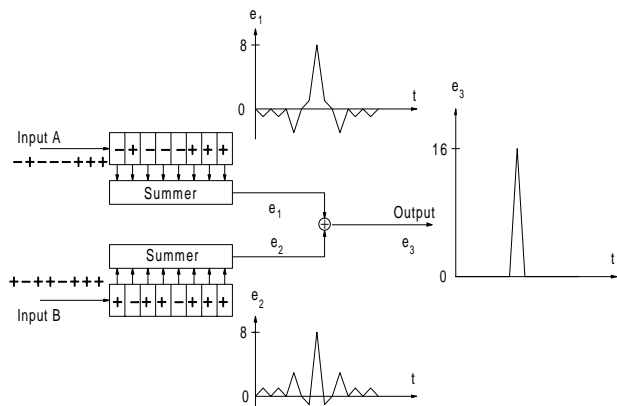 e1
8
0
t
e3
16
0
t
Input A
−+−−−+++
− + − − − + + +
Summer
e1
Output
e2
e3
Summer
+−++−+++
+ − + + − + + +
Input B
e2
8
0
t